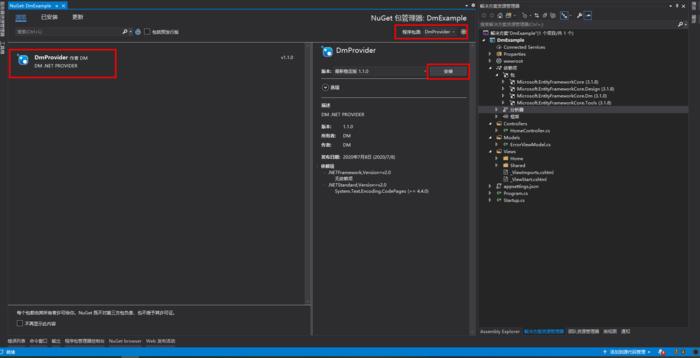 NuGet: DmExample
浏览 已安装 更新
NuGet 包管理器: DmExample
搜索(Ctrl+L)
包括预发行版
程序包源: DmProvider
DmProvider 作者 DM
v1.1.0
DM .NET PROVIDER
DmProvider
版本: 最新稳定版 1.1.0
安装
描述
DM .NET PROVIDER
版本: 1.1.0
所有者: DM
作者: DM
发布日期: 2020年7月8日 (2020/7/8)
依赖项
.NETFramework,Version=v2.0
无依赖项
.NETStandard,Version=v2.0
System.Text.Encoding.CodePages (>= 4.4.0)
每个包都由其所有者许可给你。NuGet 既不对第三方包负责，也不授予其许可证。
不再显示此内容
错误列表 命令窗口 输出 程序包管理器控制台 NuGet browser Web 发布活动
就绪
解决方案资源管理器
搜索解决方案资源管理器(Ctrl+;)
解决方案"DmExample"(1 个项目/共 1 个)
DmExample
Connected Services
Properties
wwwroot
依赖项
包
Microsoft.EntityFrameworkCore (3.1.8)
Microsoft.EntityFrameworkCore.Design (3.1.8)
Microsoft.EntityFrameworkCore.Dm (3.1.0)
Microsoft.EntityFrameworkCore.Tools (3.1.8)
分析器
框架
Controllers
HomeController.cs
Models
ErrorViewModel.cs
Views
Home
Shared
_ViewImports.cshtml
_ViewStart.cshtml
appsettings.json
Program.cs
Startup.cs
Assembly Explorer 解决方案资源管理器 团队资源管理器 类视图 通知
添加到源代码管理